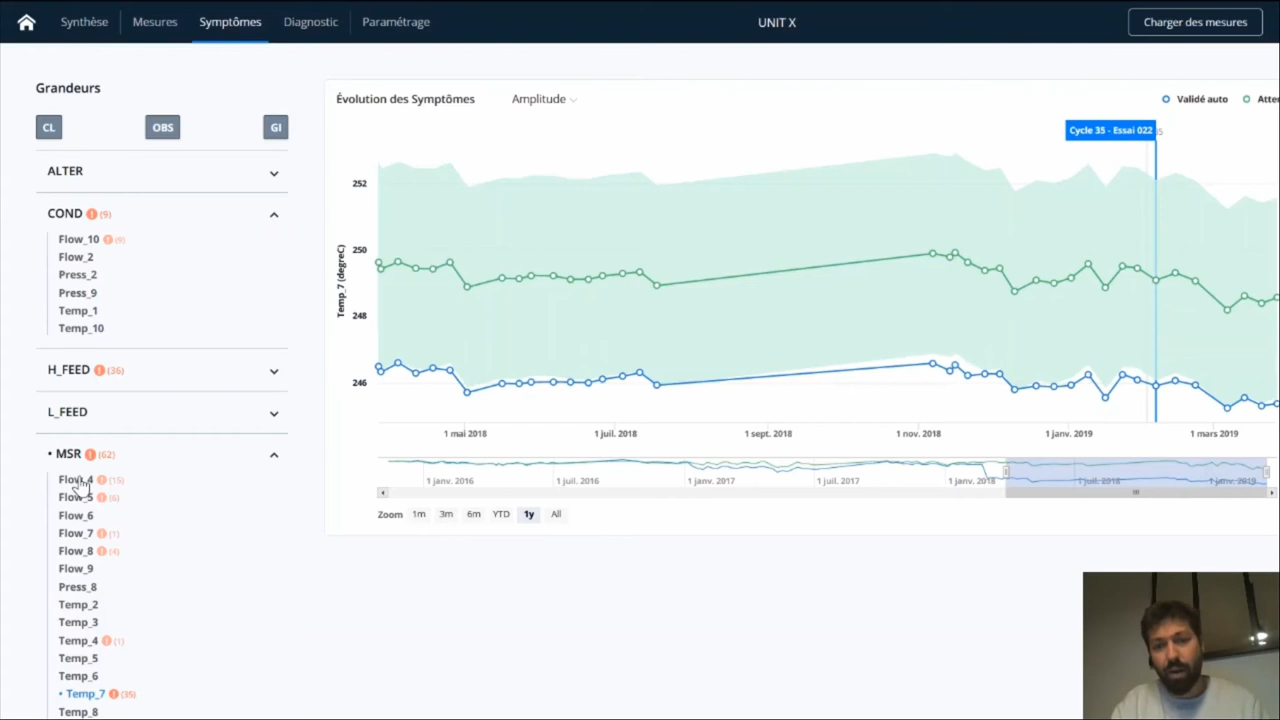 Synthèse
Mesures
Symptômes
Diagnostic
Paramétrage
UNIT X
Charger des mesures
Grandeurs
CL
OBS
GI
ALTER
COND (9)
Flow_10 (9)
Flow_2
Press_2
Press_9
Temp_1
Temp_10
H_FEED (36)
L_FEED
• MSR (62)
Flow_4 (15)
Flow_5 (6)
Flow_6
Flow_7 (1)
Flow_8 (4)
Flow_9
Press_8
Temp_2
Temp_3
Temp_4 (1)
Temp_5
Temp_6
• Temp_7 (35)
Temp_8
Évolution des Symptômes
Amplitude
Validé auto
Atter
Cycle 35 - Essai 022
252
250
248
246
Temp_7 (degreC)
1 mai 2018
1 juil. 2018
1 sept. 2018
1 nov. 2018
1 janv. 2019
1 mars 2019
1 janv. 2016
1 juil. 2016
1 janv. 2017
1 juil. 2017
1 janv. 2018
1 juil. 2018
1 janv. 2019
Zoom 1m 3m 6m YTD 1y All